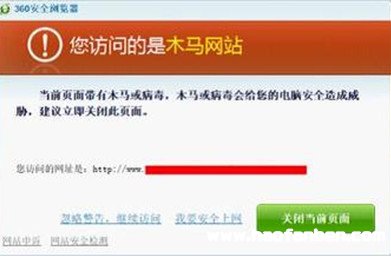 360安全浏览器
您访问的是木马网站
当前页面带有木马或病毒，木马或病毒会给您的电脑安全造成威
胁，建议立即关闭此页面。
您访问的网址是：http://www.
忽略警告，继续访问 我要安全上网 关闭当前页面
网站申诉 网站安全检测